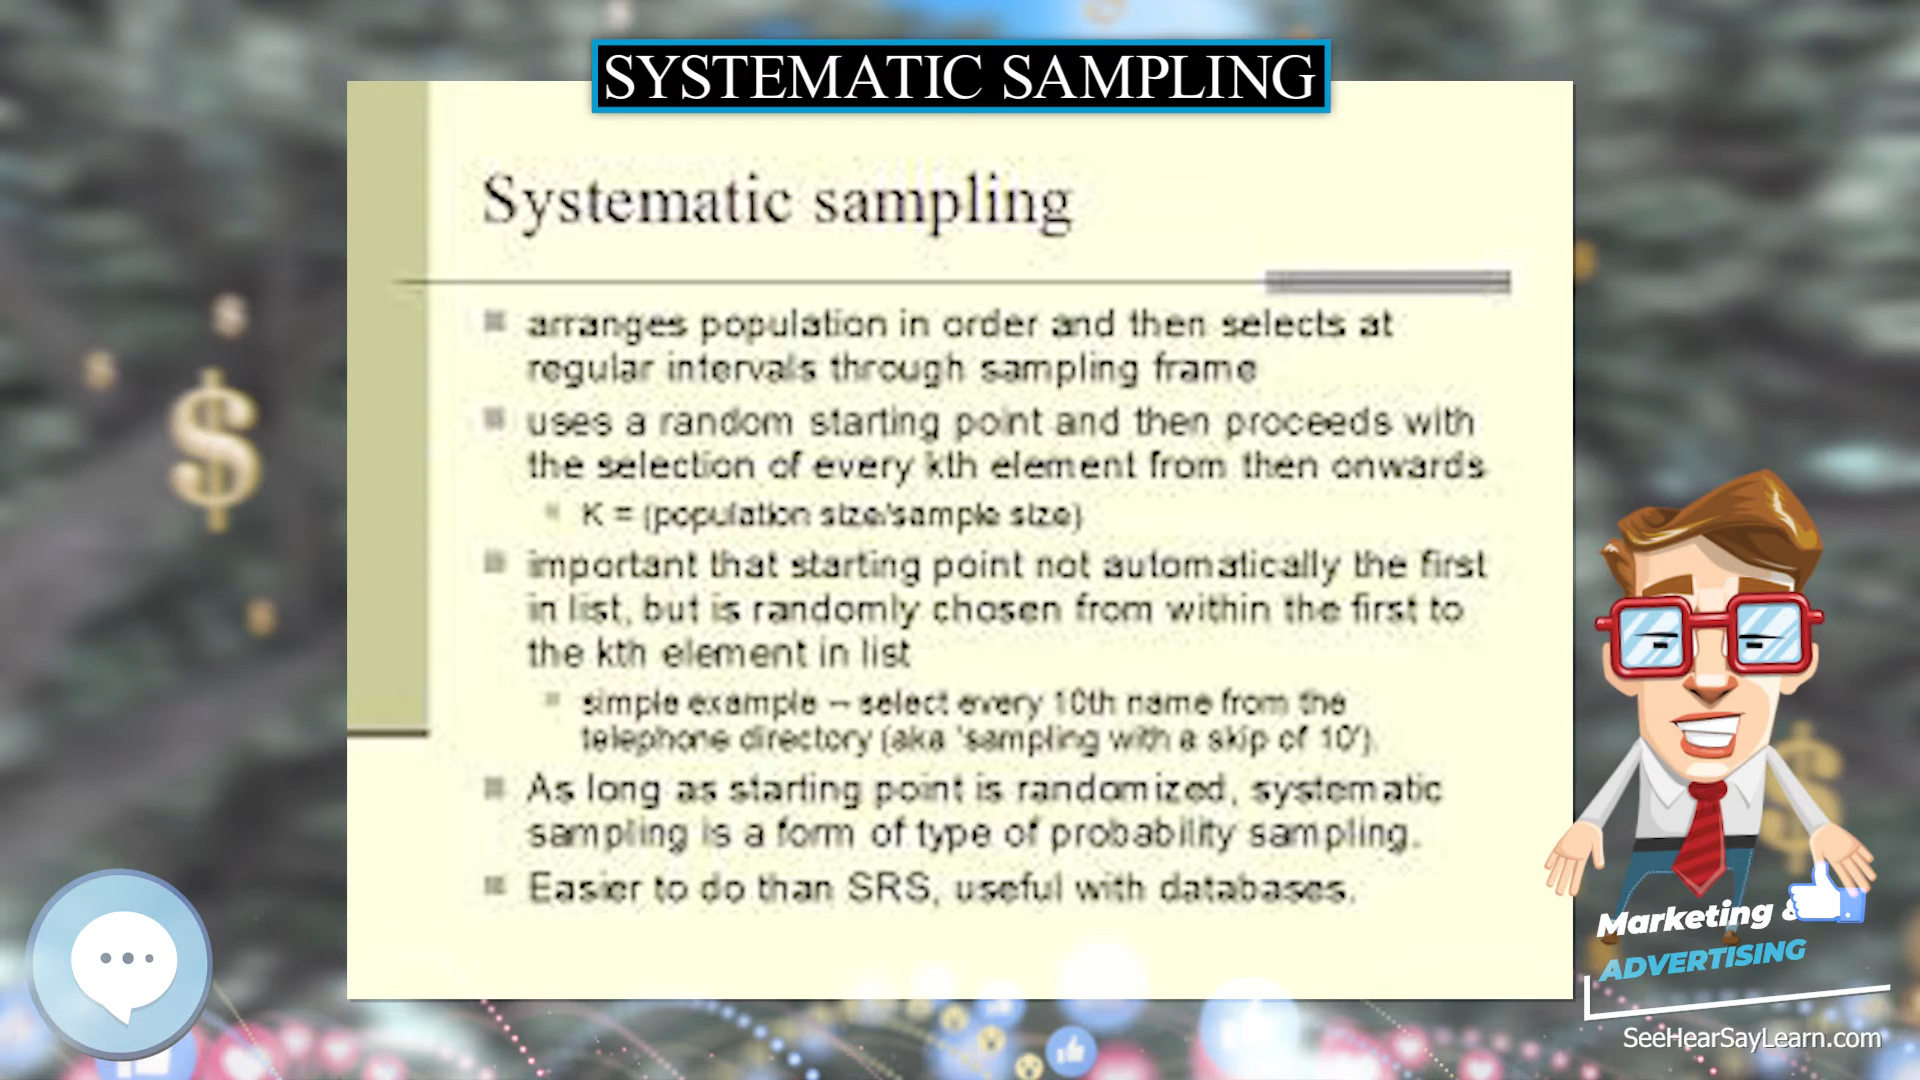 SYSTEMATIC SAMPLING
Systematic sampling
arranges population in order and then selects at
regular intervals through sampling frame
uses a random starting point and then proceeds with
the selection of every kth element from then onwards
K = (population size/sample size)
important that starting point not automatically the first
in list, but is randomly chosen from within the first to
the kth element in list
simple example – select every 10th name from the
telephone directory (aka 'sampling with a skip of 10').
As long as starting point is randomized, systematic
sampling is a form of type of probability sampling.
Easier to do than SRS, useful with databases.
Marketing &
ADVERTISING
SeeHearSayLearn.com